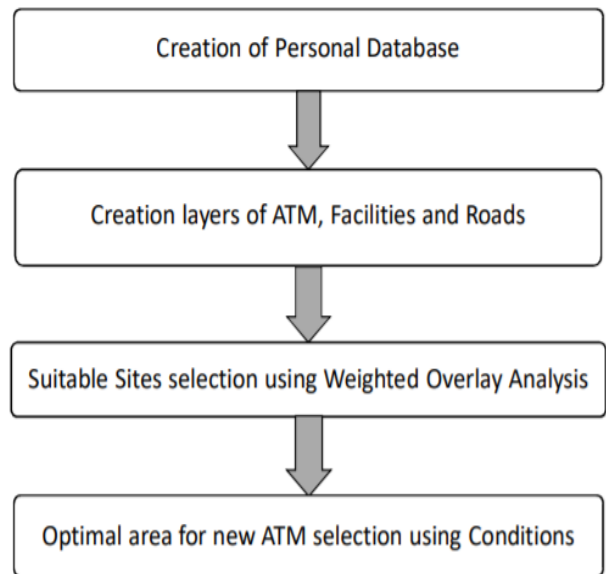 Creation of Personal Database
Creation layers of ATM, Facilities and Roads
Suitable Sites selection using Weighted Overlay Analysis
Optimal area for new ATM selection using Conditions